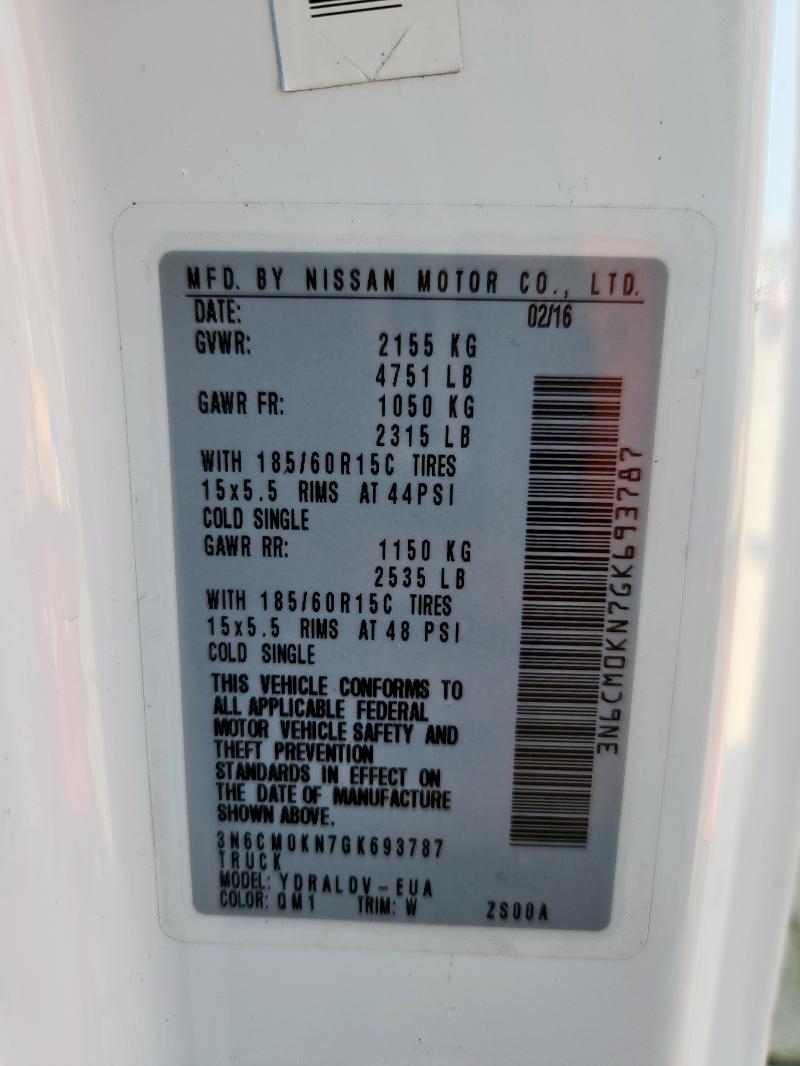 MFD. BY NISSAN MOTOR CO., LTD.
DATE: 02/16
GVWR: 2155 KG
4751 LB
GAWR FR: 1050 KG
2315 LB
WITH 185/60R15C TIRES
15x5.5 RIMS AT 44PSI
COLD SINGLE
GAWR RR: 1150 KG
2535 LB
WITH 185/60R15C TIRES
15x5.5 RIMS AT 48 PSI
COLD SINGLE
THIS VEHICLE CONFORMS TO
ALL APPLICABLE FEDERAL
MOTOR VEHICLE SAFETY AND
THEFT PREVENTION
STANDARDS IN EFFECT ON
THE DATE OF MANUFACTURE
SHOWN ABOVE.
3N6CM0KN7GK693787
TRUCK
MODEL: YDRALDV-EUA
COLOR: QM1 TRIM: W ZS00A
3N6CM0KN7GK693787